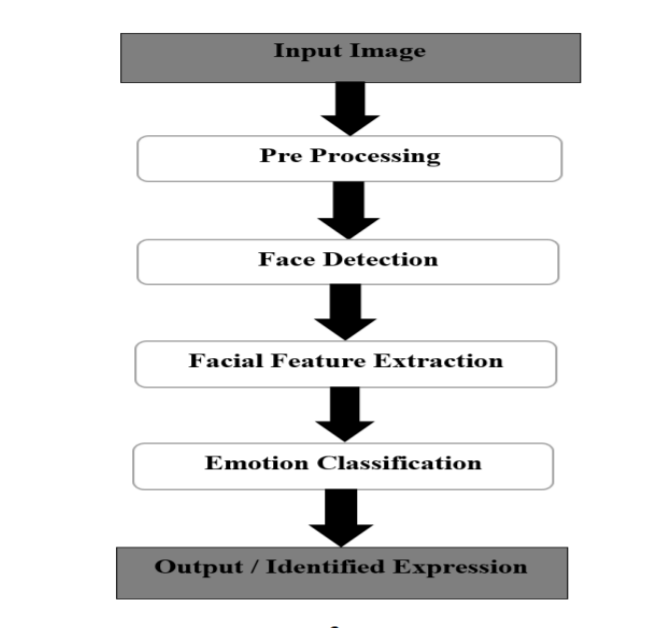 Input Image
Pre Processing
Face Detection
Facial Feature Extraction
Emotion Classification
Output / Identified Expression